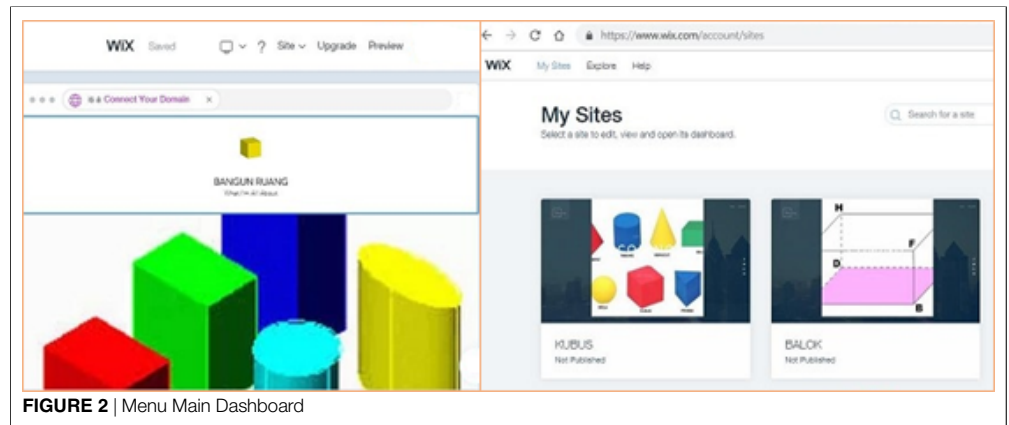 WiX Saved ? Site Upgrade Preview
Connect Your Domain ×
BANGUN RUANG
What I'm All About
https://www.wix.com/account/sites
WiX My Sites Explore Help
My Sites
Search for a site
Select a site to edit, view and open its dashboard.
H
F
D
B
KUBUS
Not Published
BALOK
Not Published
FIGURE 2 | Menu Main Dashboard